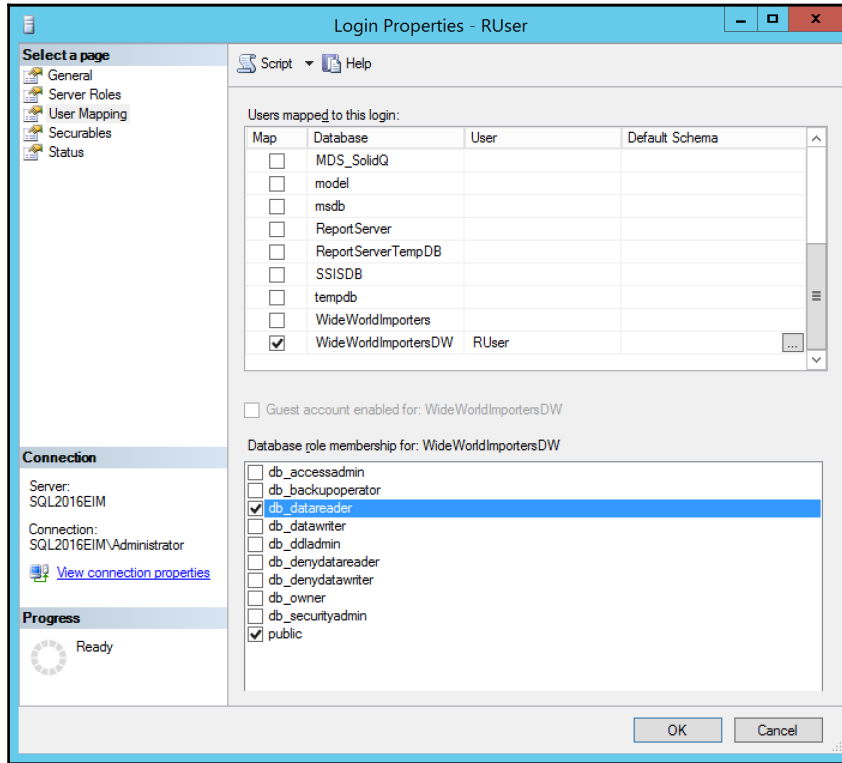 Login Properties - RUser
Select a page
General
Server Roles
User Mapping
Securables
Status
Script Help
Users mapped to this login:
Map Database User Default Schema
MDS_SolidQ
model
msdb
ReportServer
ReportServerTempDB
SSISDB
tempdb
WideWorldImporters
WideWorldImportersDW RUser ...
Guest account enabled for: WideWorldImportersDW
Database role membership for: WideWorldImportersDW
db_accessadmin
db_backupoperator
db_datareader
db_datawriter
db_ddladmin
db_denydatareader
db_denydatawriter
db_owner
db_securityadmin
public
Connection
Server:
SQL2016EIM
Connection:
SQL2016EIM\Administrator
View connection properties
Progress
Ready
OK Cancel